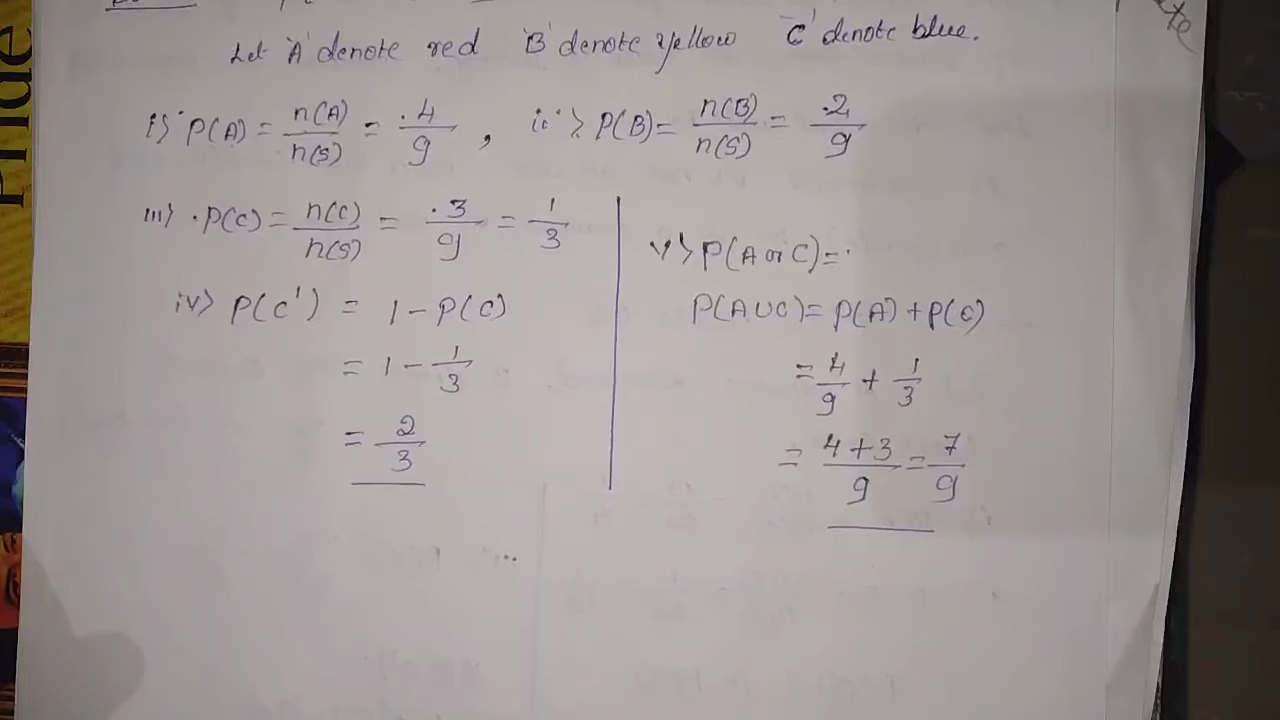 Let 'A' denote red 'B' denote yellow 'C' denote blue.
i> P(A) = n(A)/n(S) = 4/9 , ii> P(B) = n(B)/n(S) = 2/9
iii> P(C) = n(C)/n(S) = 3/9 = 1/3
iv> P(C') = 1 - P(C)
= 1 - 1/3
= 2/3
v> P(A or C) =
P(A∪C) = P(A) + P(C)
= 4/9 + 1/3
= 4+3/9 = 7/9